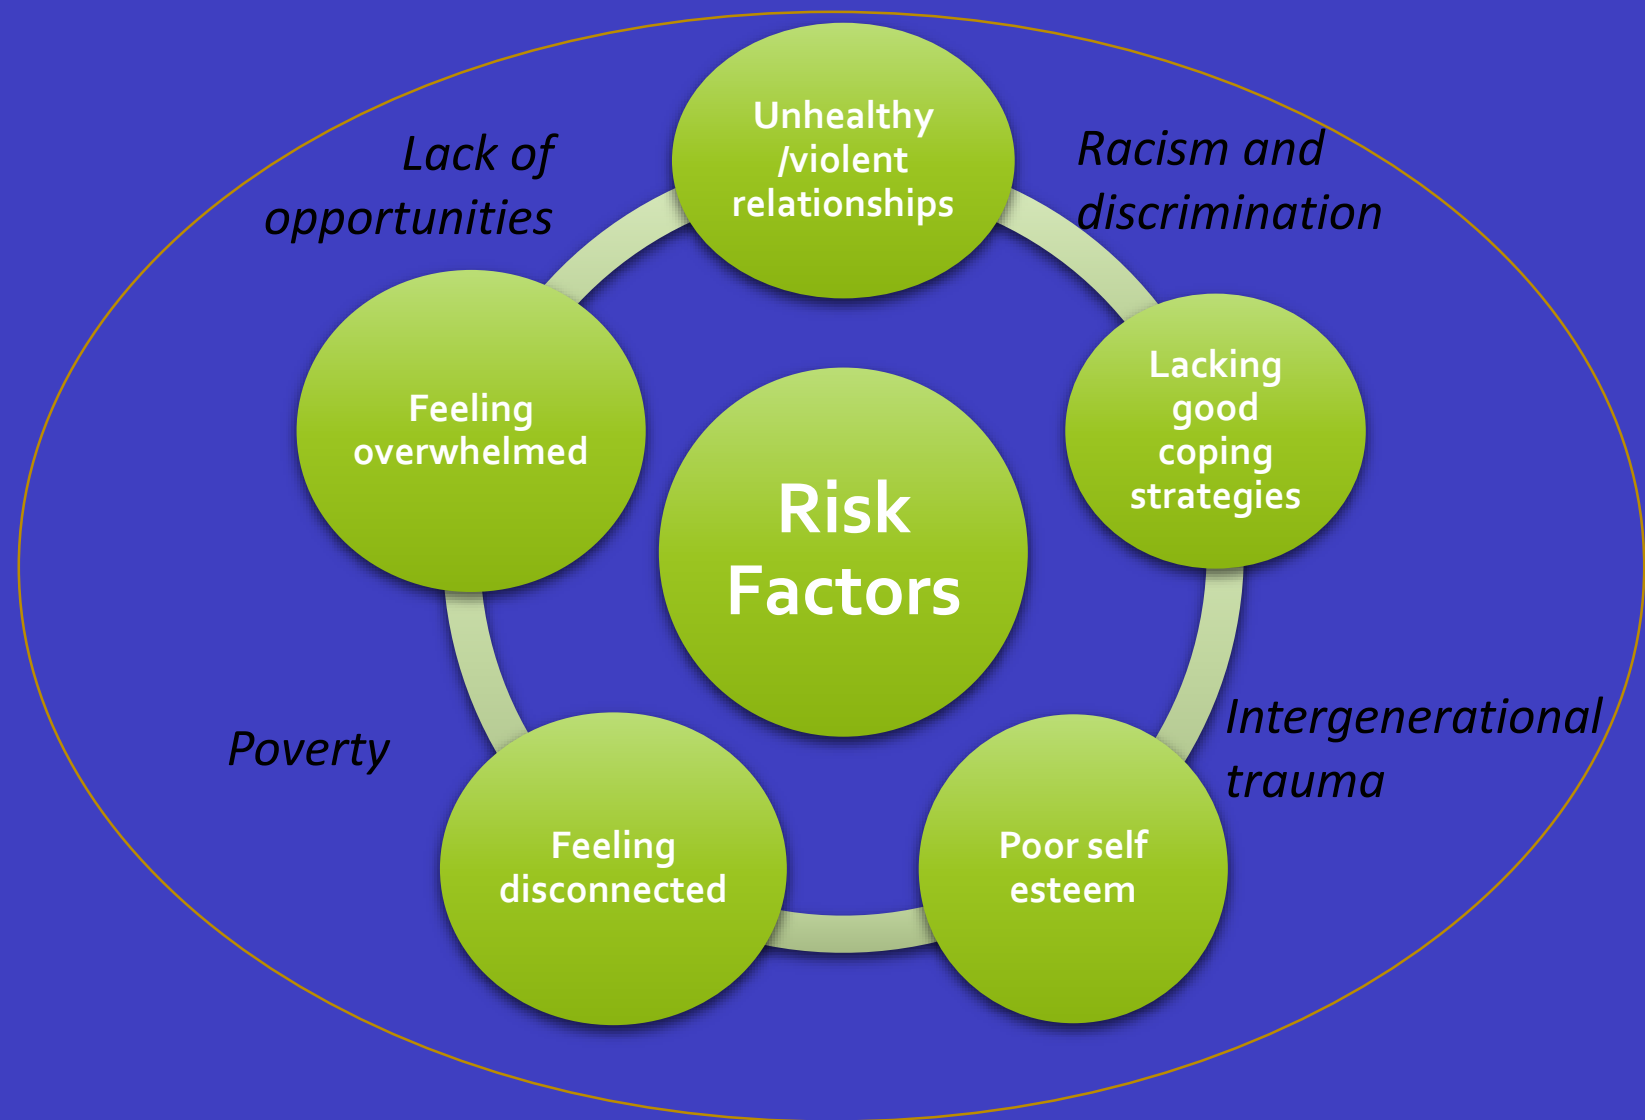 Unhealthy
/violent
relationships
Lack of
opportunities
Racism and
discrimination
Feeling
overwhelmed
Lacking
good
coping
strategies
Risk
Factors
Poverty
Intergenerational
trauma
Feeling
disconnected
Poor self
esteem